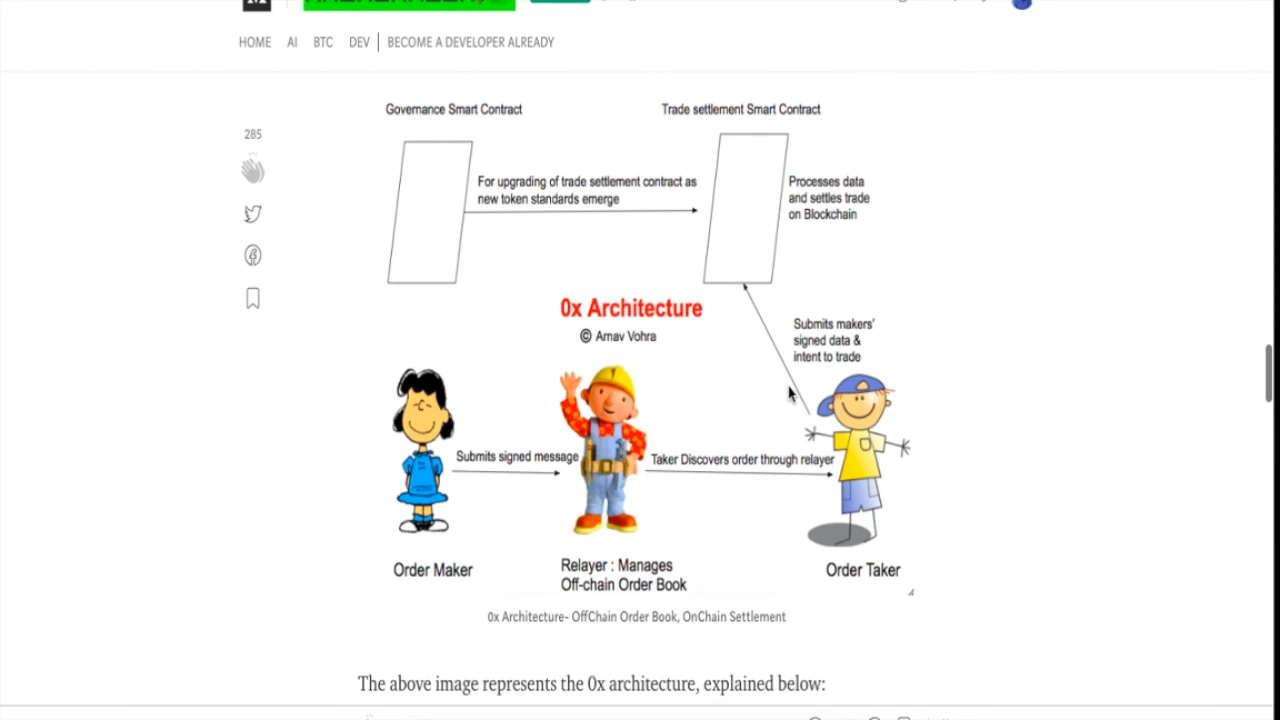 HOME AI BTC DEV BECOME A DEVELOPER ALREADY
Governance Smart Contract
Trade settlement Smart Contract
285
For upgrading of trade settlement contract as
new token standards emerge
Processes data
and settles trade
on Blockchain
0x Architecture
© Arnav Vohra
Submits makers'
signed data &
intent to trade
Submits signed message
Taker Discovers order through relayer
Order Maker
Relayer : Manages
Off-chain Order Book
Order Taker
0x Architecture- OffChain Order Book, OnChain Settlement
The above image represents the 0x architecture, explained below: